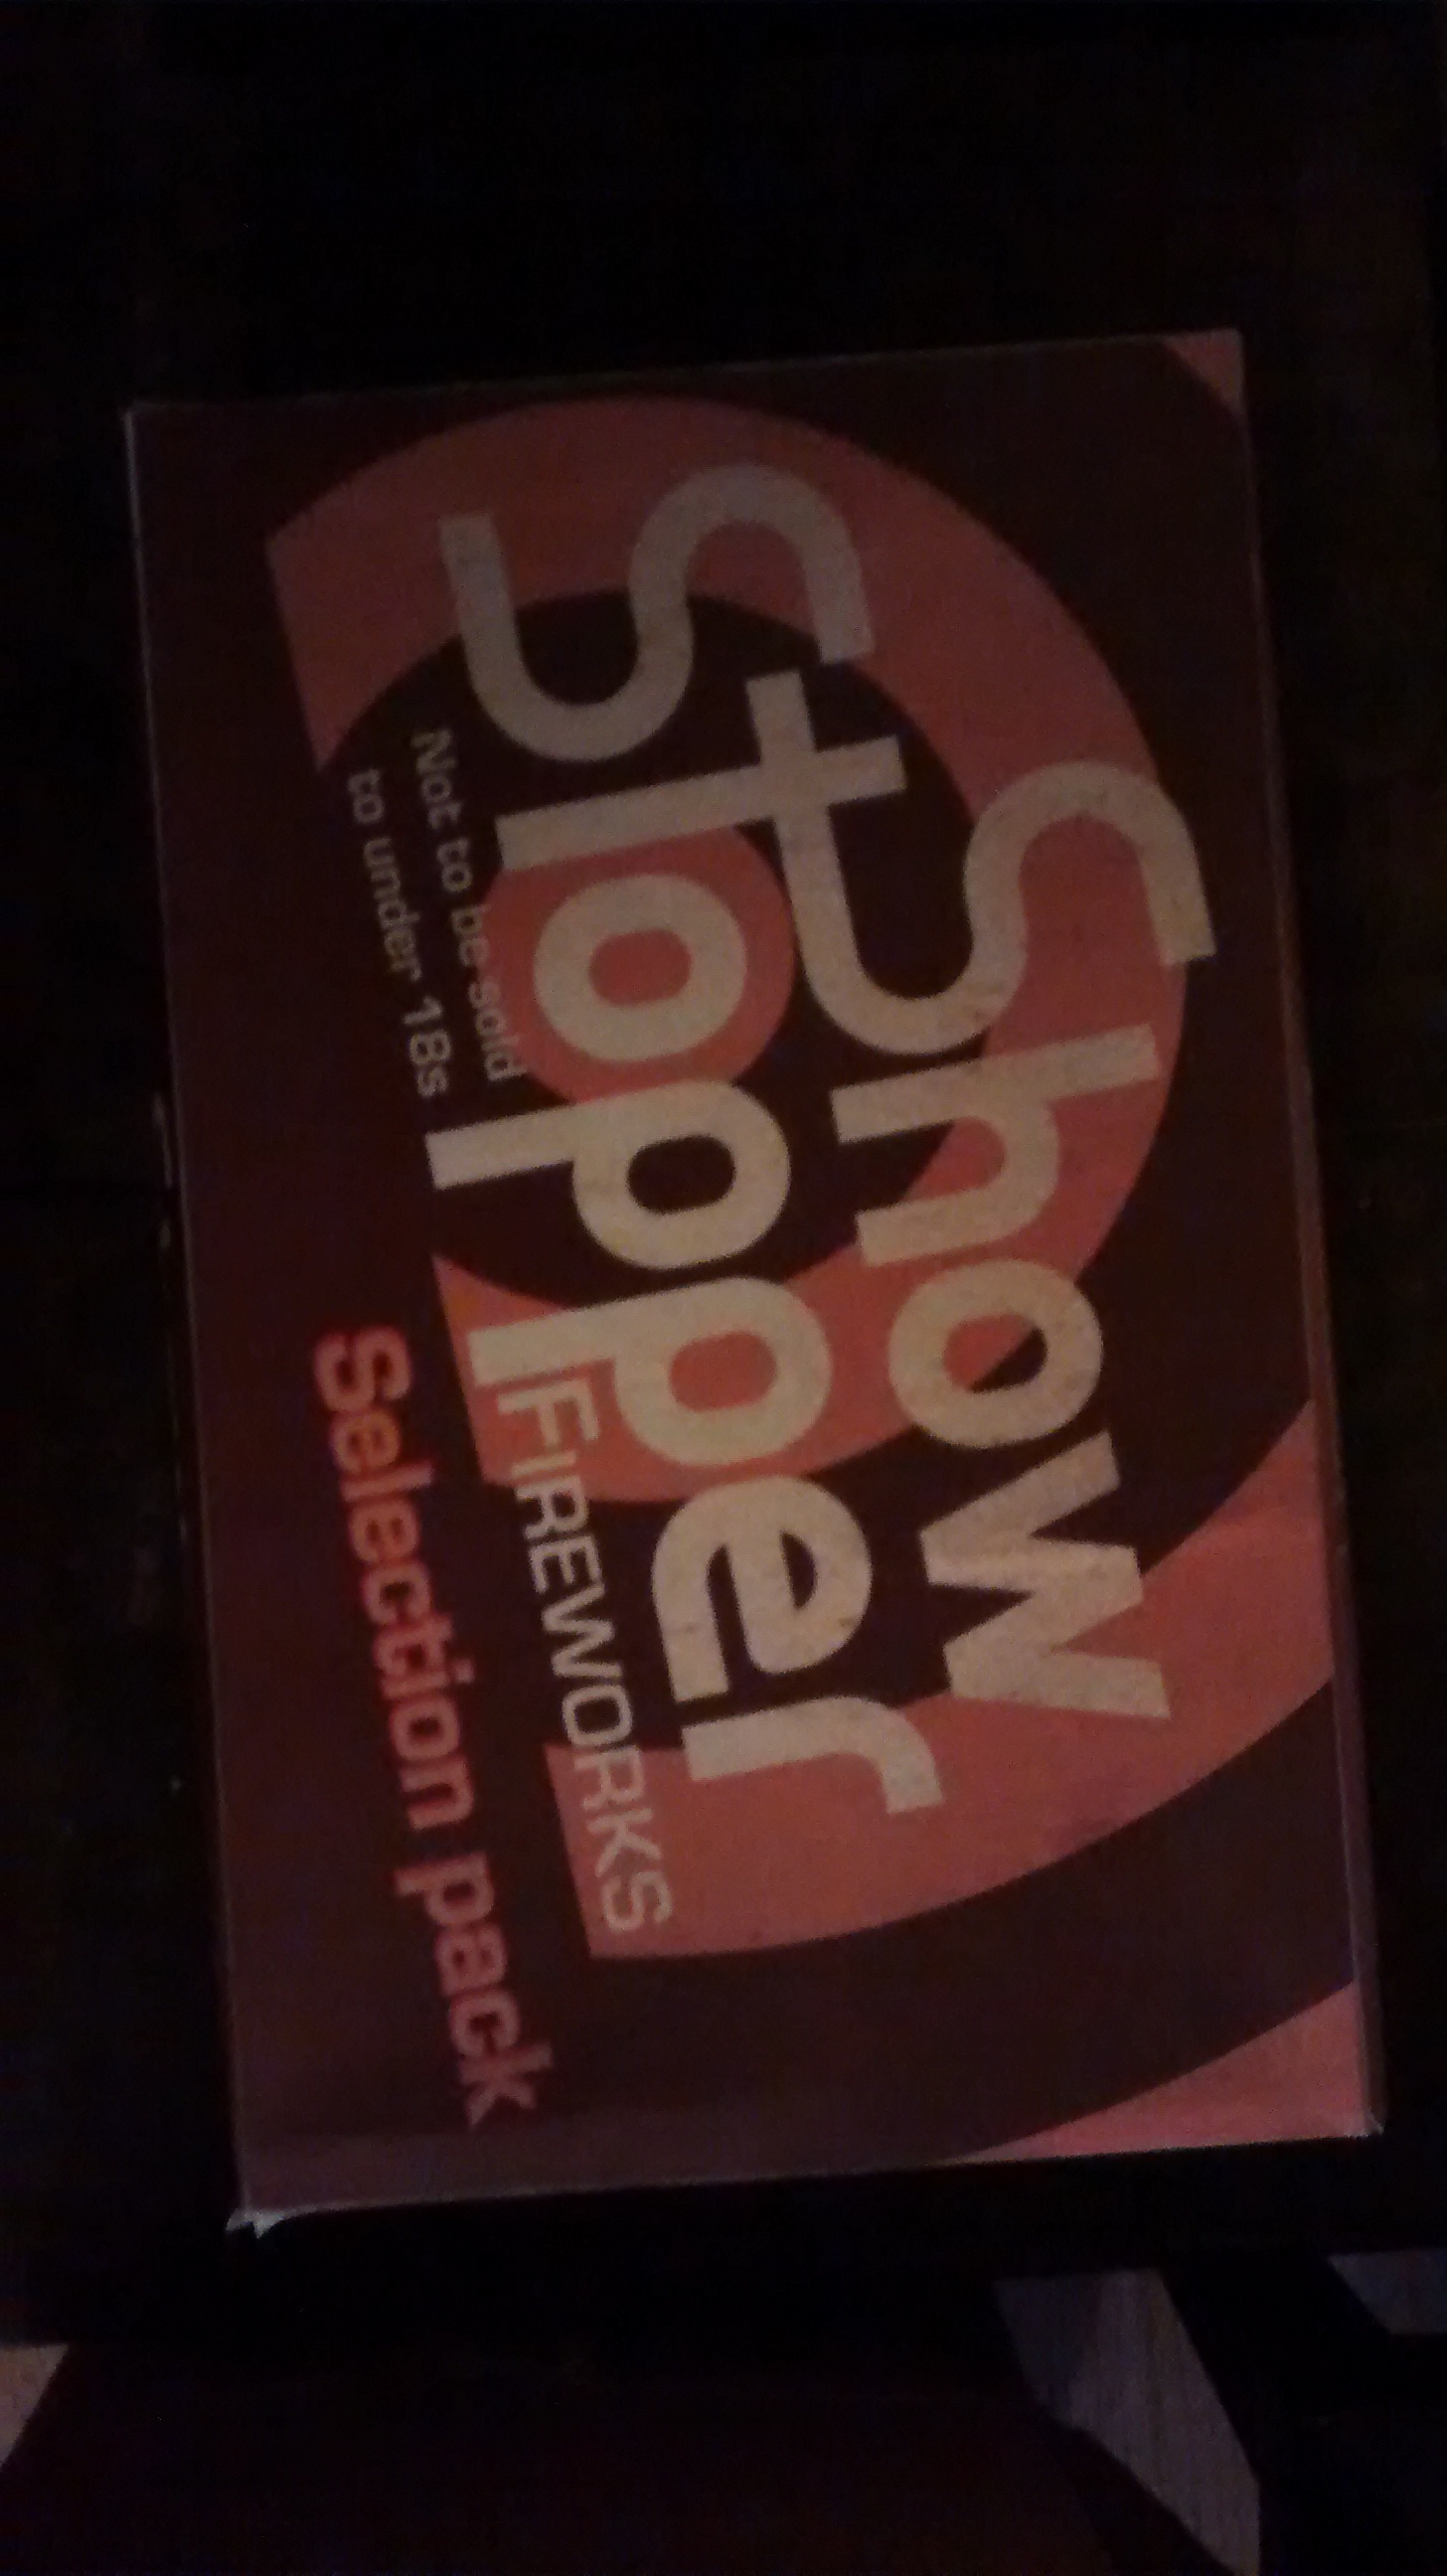 Show
Stopper
FIREWORKS
Not to be sold
to under 18s
Selection pack